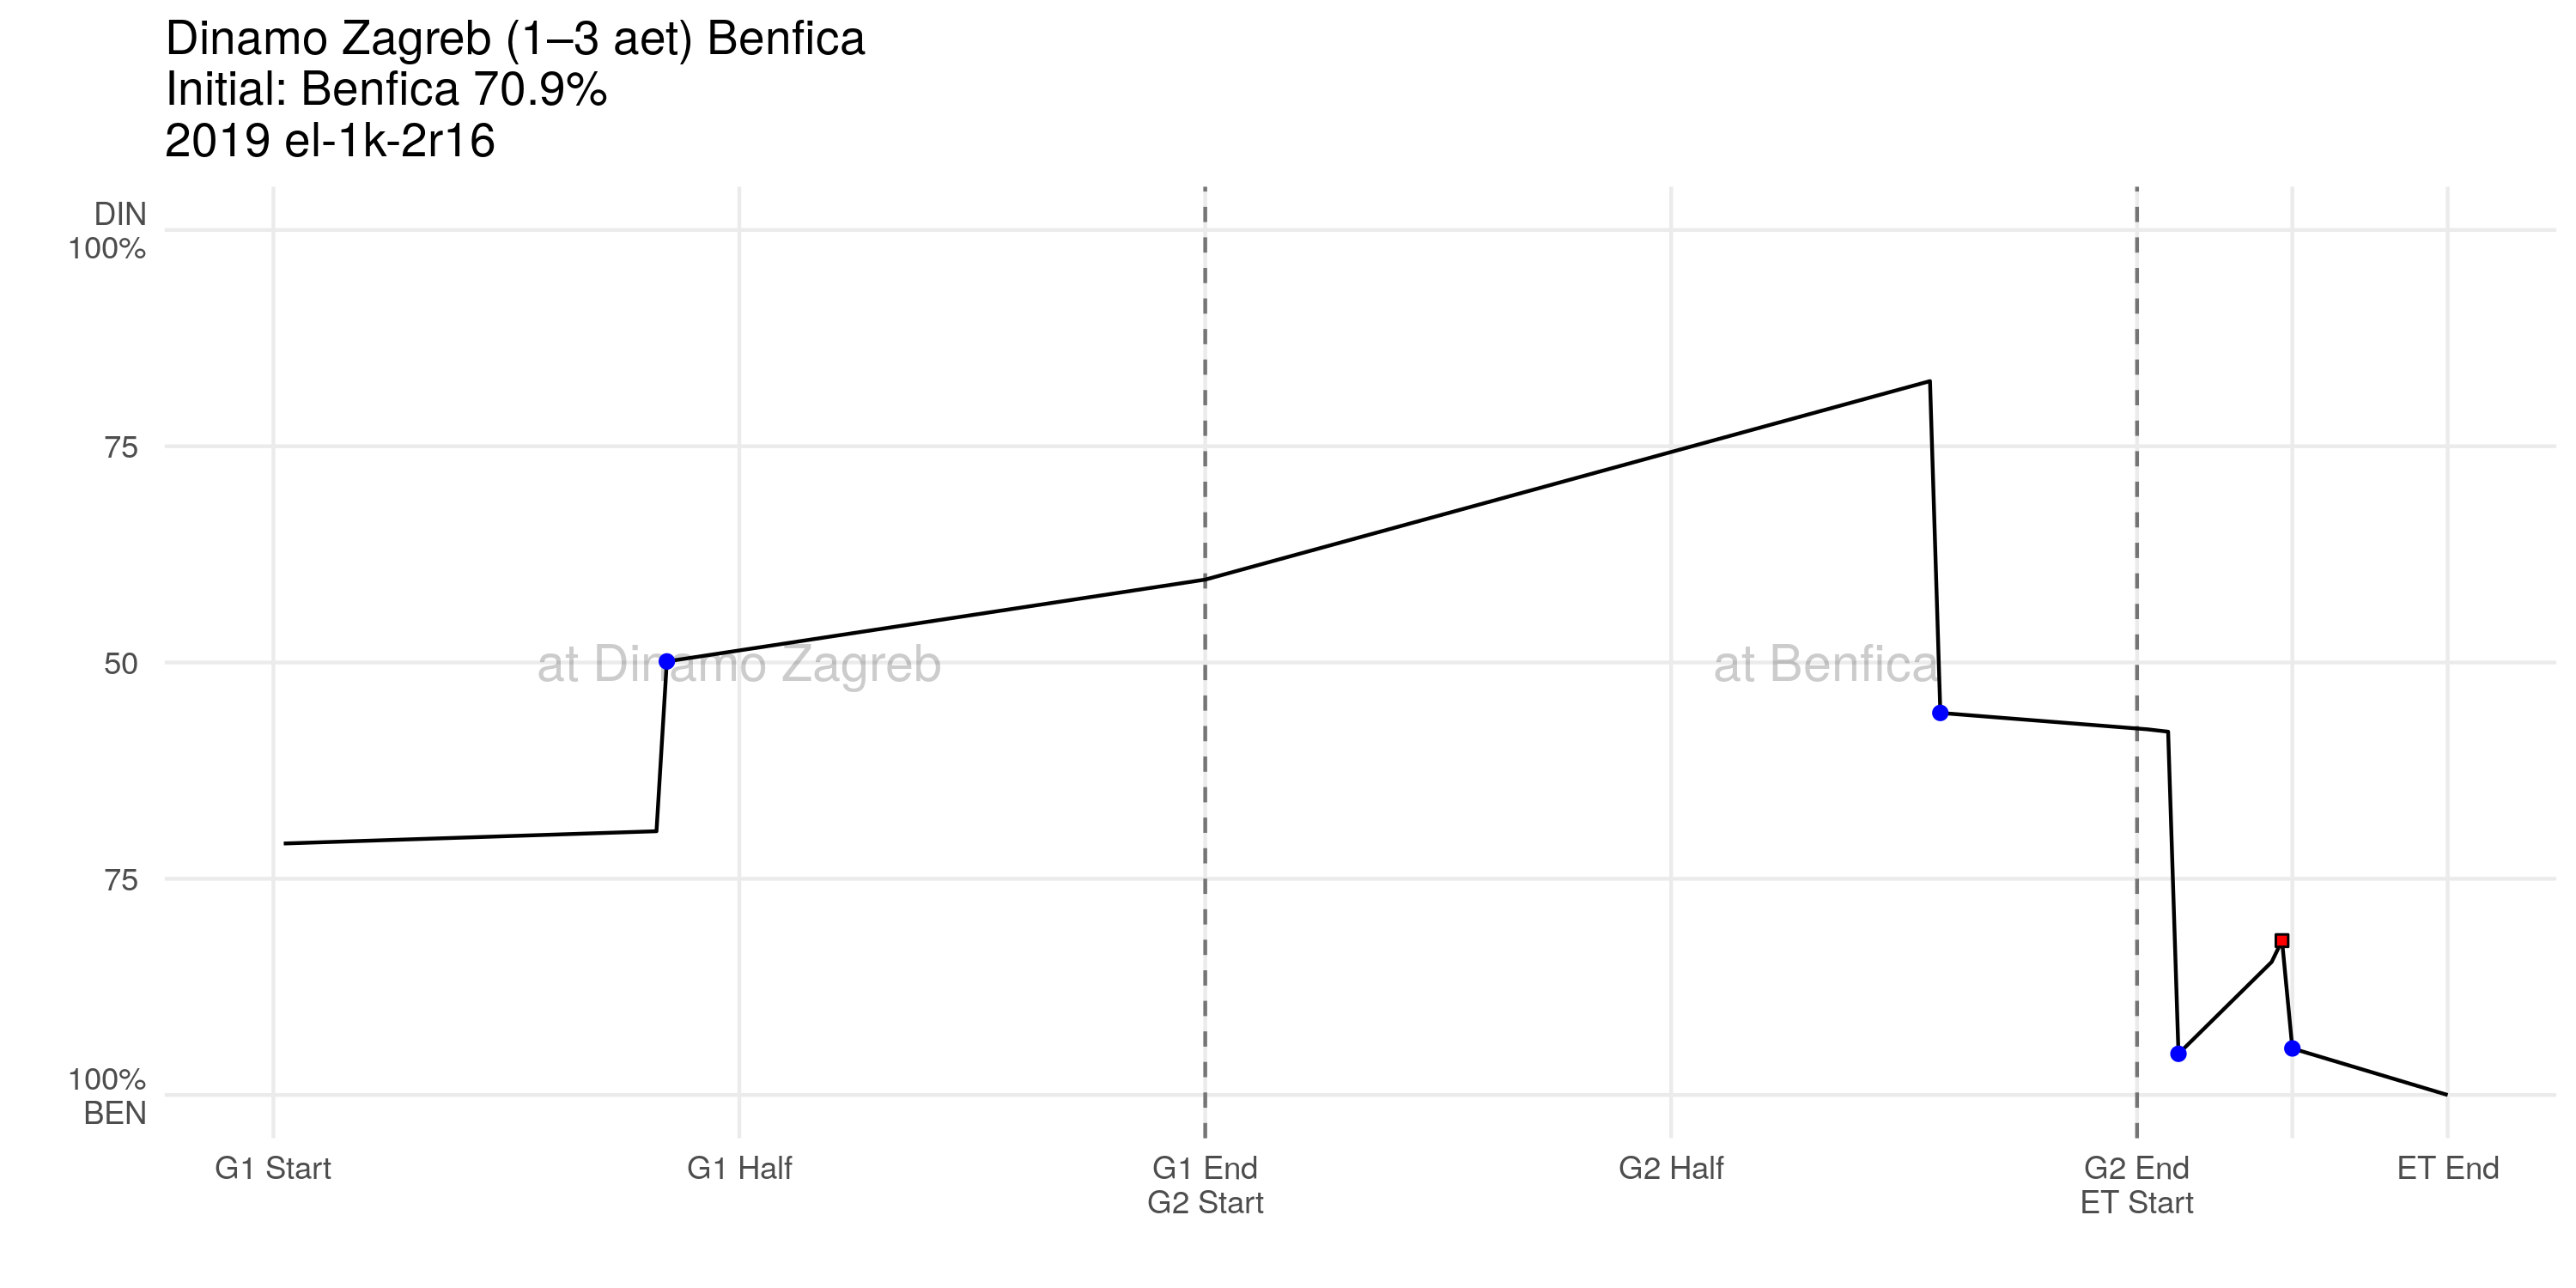 Dinamo Zagreb (1–3 aet) Benfica
Initial: Benfica 70.9%
2019 el-1k-2r16
DIN
100%
75
50
75
100%
BEN
at Dinamo Zagreb
at Benfica
G1 Start
G1 Half
G1 End
G2 Start
G2 Half
G2 End
ET Start
ET End